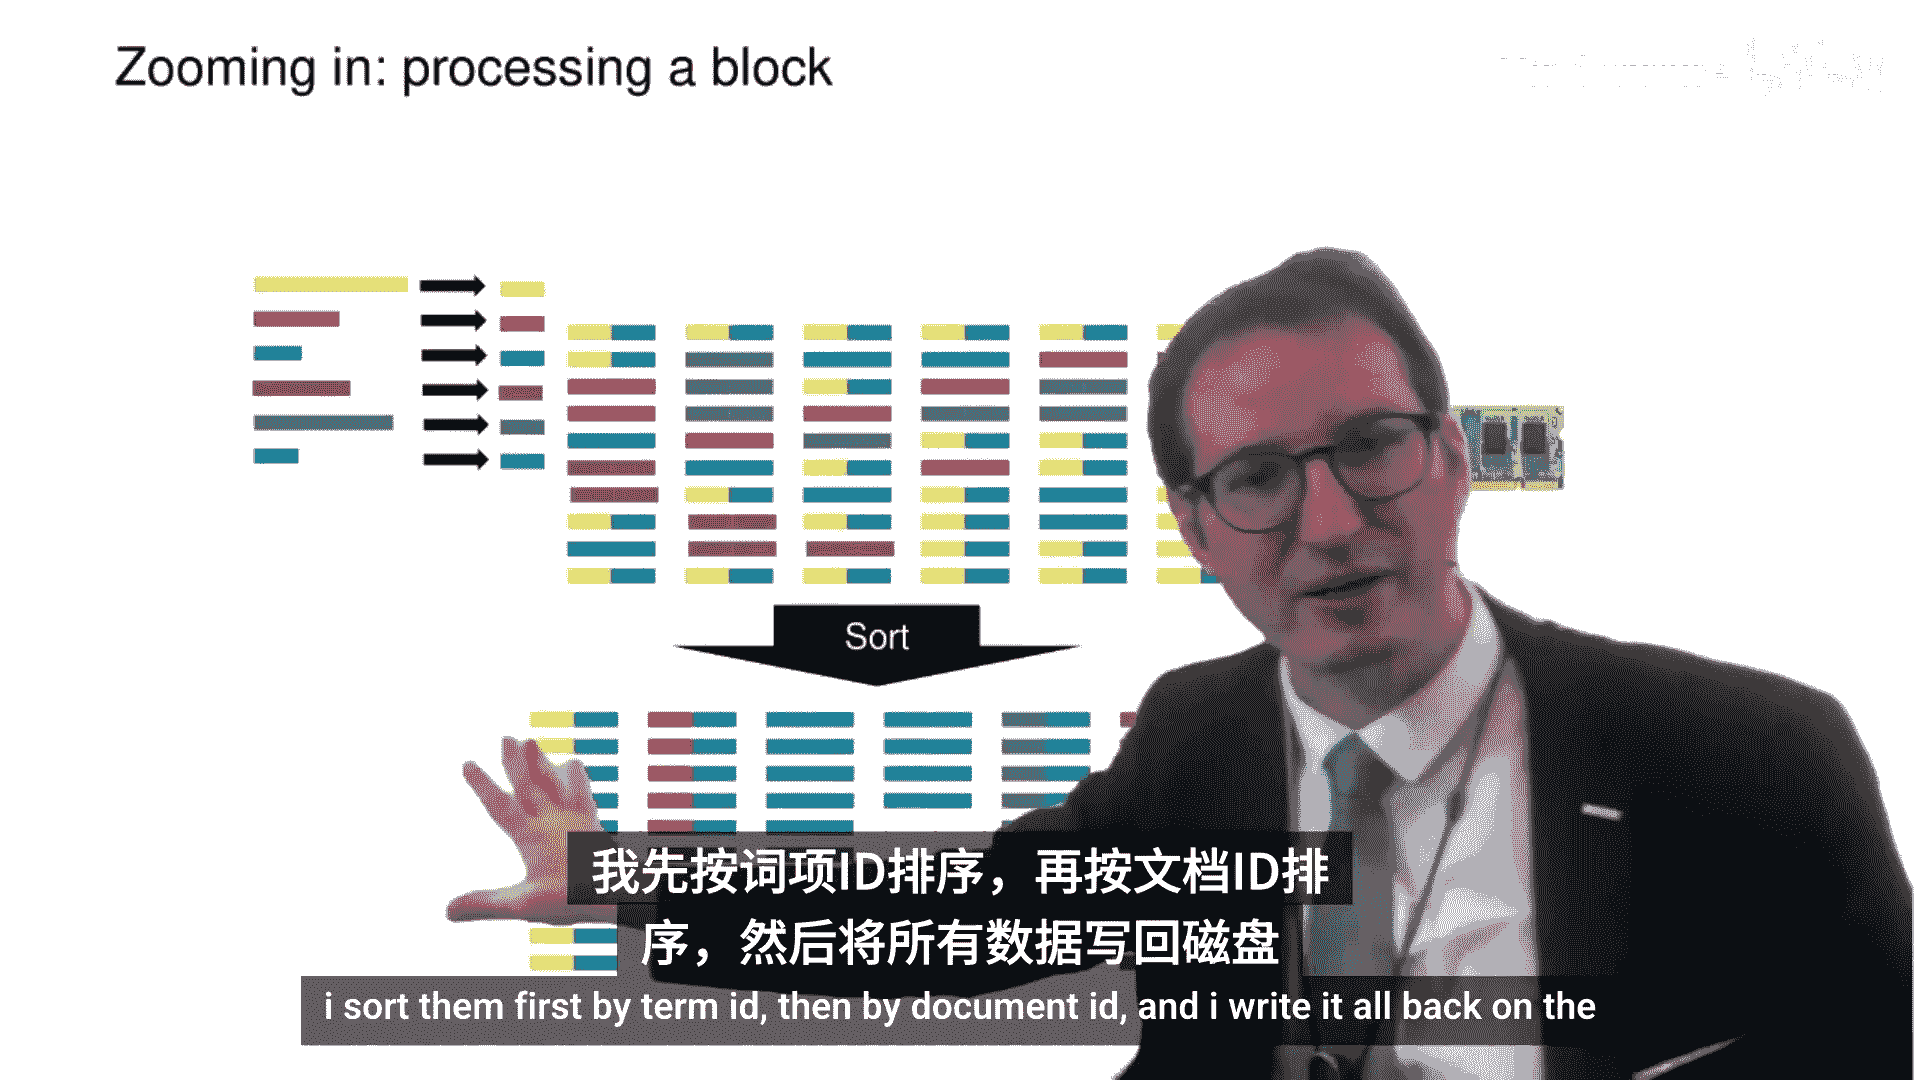 Zooming in: processing a block
Sort
我先按词项ID排序，再按文档ID排
序，然后将所有数据写回磁盘
i sort them first by term id, then by document id, and i write it all back on the